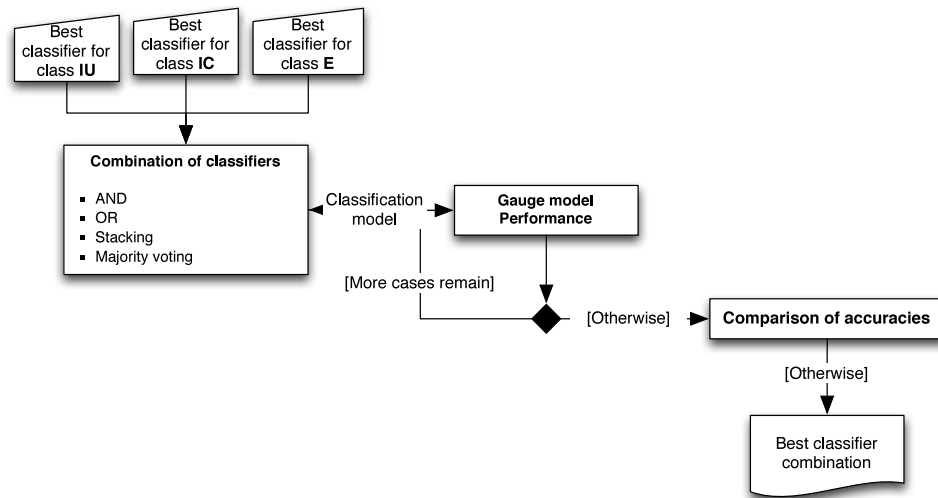 Best
classifier for
class IU
Best
classifier for
class IC
Best
classifier for
class E
Combination of classifiers
▪ AND
▪ OR
▪ Stacking
▪ Majority voting
Classification
model
Gauge model
Performance
[More cases remain]
[Otherwise]
Comparison of accuracies
[Otherwise]
Best classifier
combination